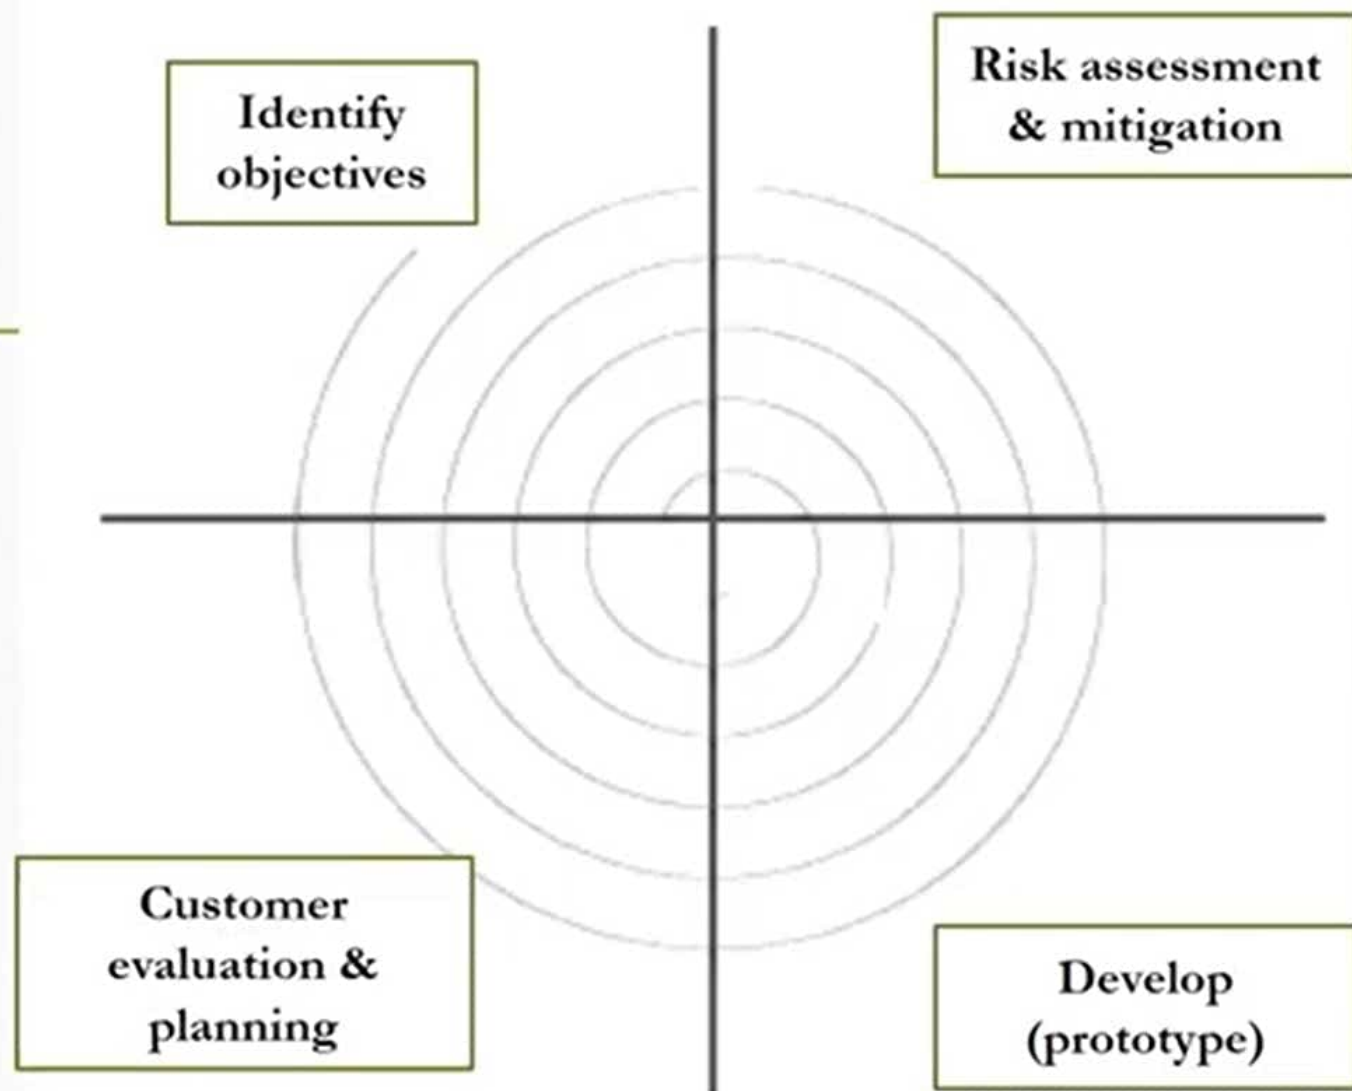 Identify
objectives
Risk assessment
& mitigation
Customer
evaluation &
planning
Develop
(prototype)